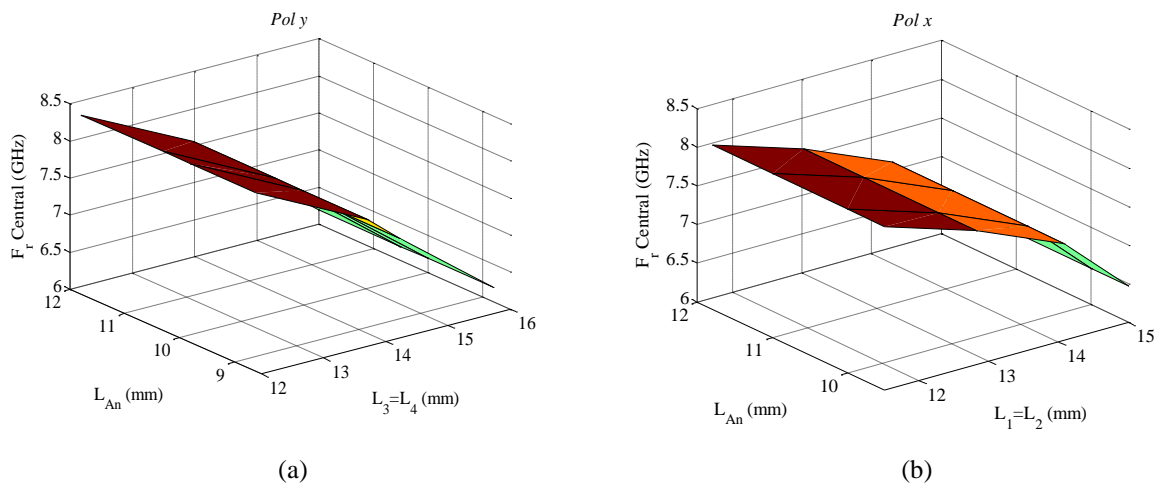 Pol y
8.5
8
7.5
7
6.5
6
F_r Central (GHz)
12
11
10
9
L_An (mm)
12
13
14
15
16
L_3=L_4 (mm)
(a)
Pol x
8.5
8
7.5
7
6.5
6
F_r Central (GHz)
12
11
10
L_An (mm)
12
13
14
15
L_1=L_2 (mm)
(b)